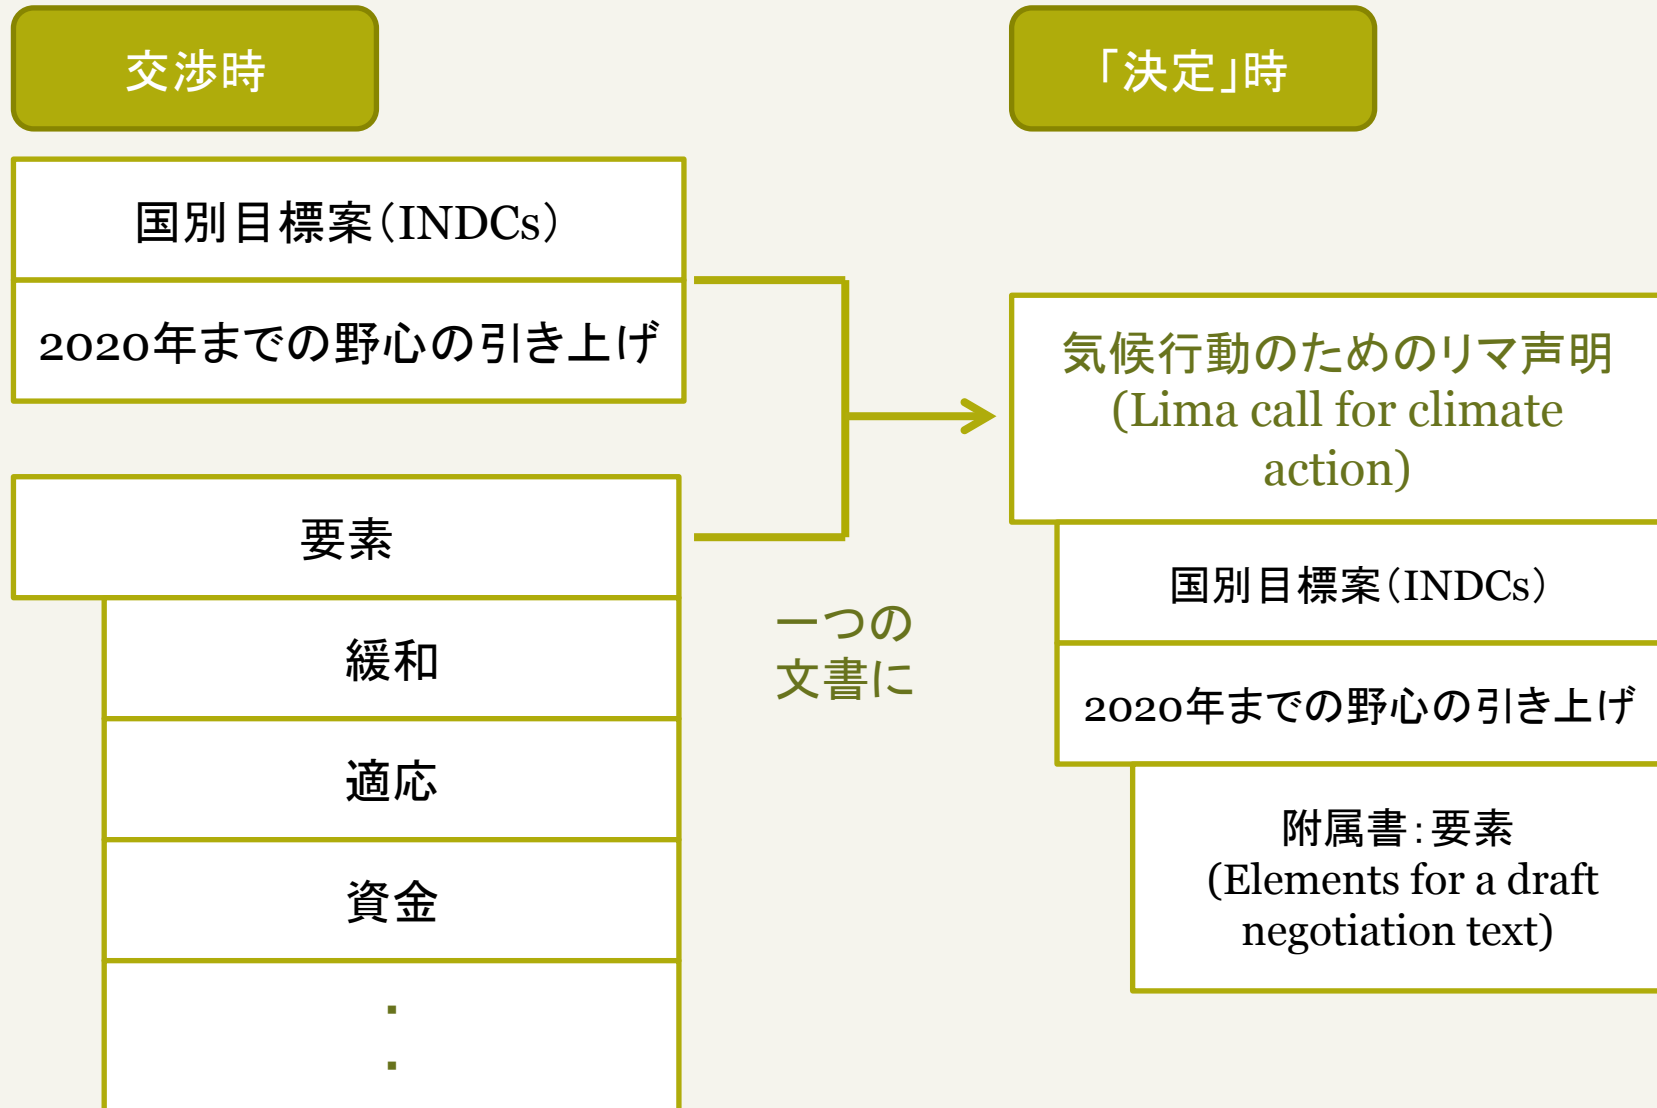 交渉時
国別目標案（INDCs）
2020年までの野心の引き上げ
要素
緩和
適応
資金
・
・
一つの
文書に
「決定」時
気候行動のためのリマ声明
(Lima call for climate
action)
国別目標案（INDCs）
2020年までの野心の引き上げ
附属書：要素
(Elements for a draft
negotiation text)